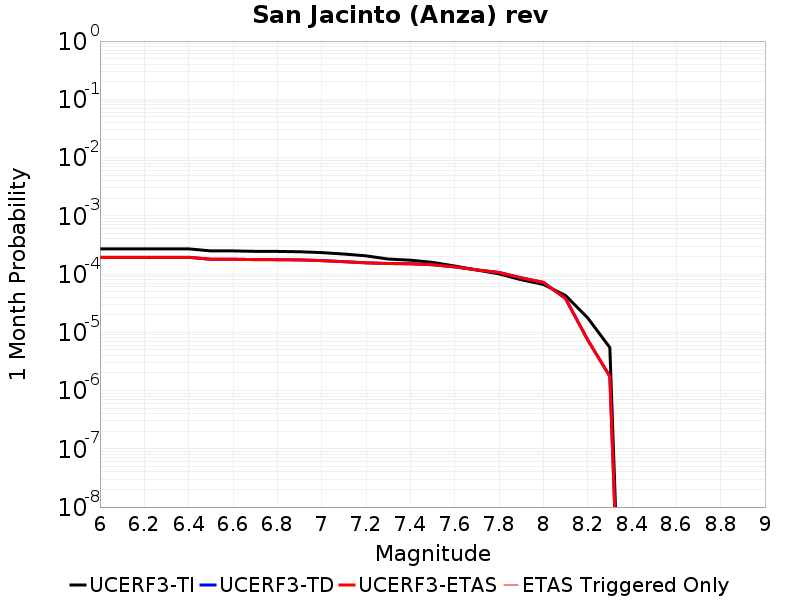 San Jacinto (Anza) rev
1 Month Probability
10^0
10^-1
10^-2
10^-3
10^-4
10^-5
10^-6
10^-7
10^-8
6 6.2 6.4 6.6 6.8 7 7.2 7.4 7.6 7.8 8 8.2 8.4 8.6 8.8 9
Magnitude
UCERF3-TI UCERF3-TD UCERF3-ETAS ETAS Triggered Only